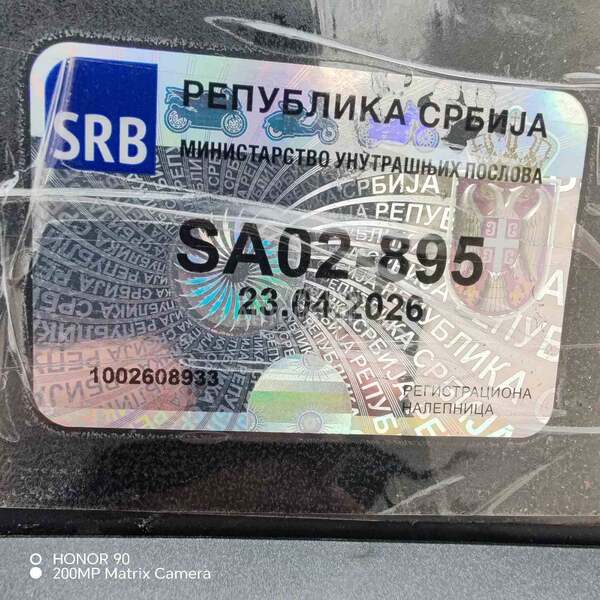 SRB
РЕПУБЛИКА СРБИЈА
МИНИСТАРСТВО УНУТРАШЊИХ ПОСЛОВА
SA02 895
23.04.2026
1002608933
РЕГИСТРАЦИОНА
НАЛЕПНИЦА
HONOR 90
200MP Matrix Camera